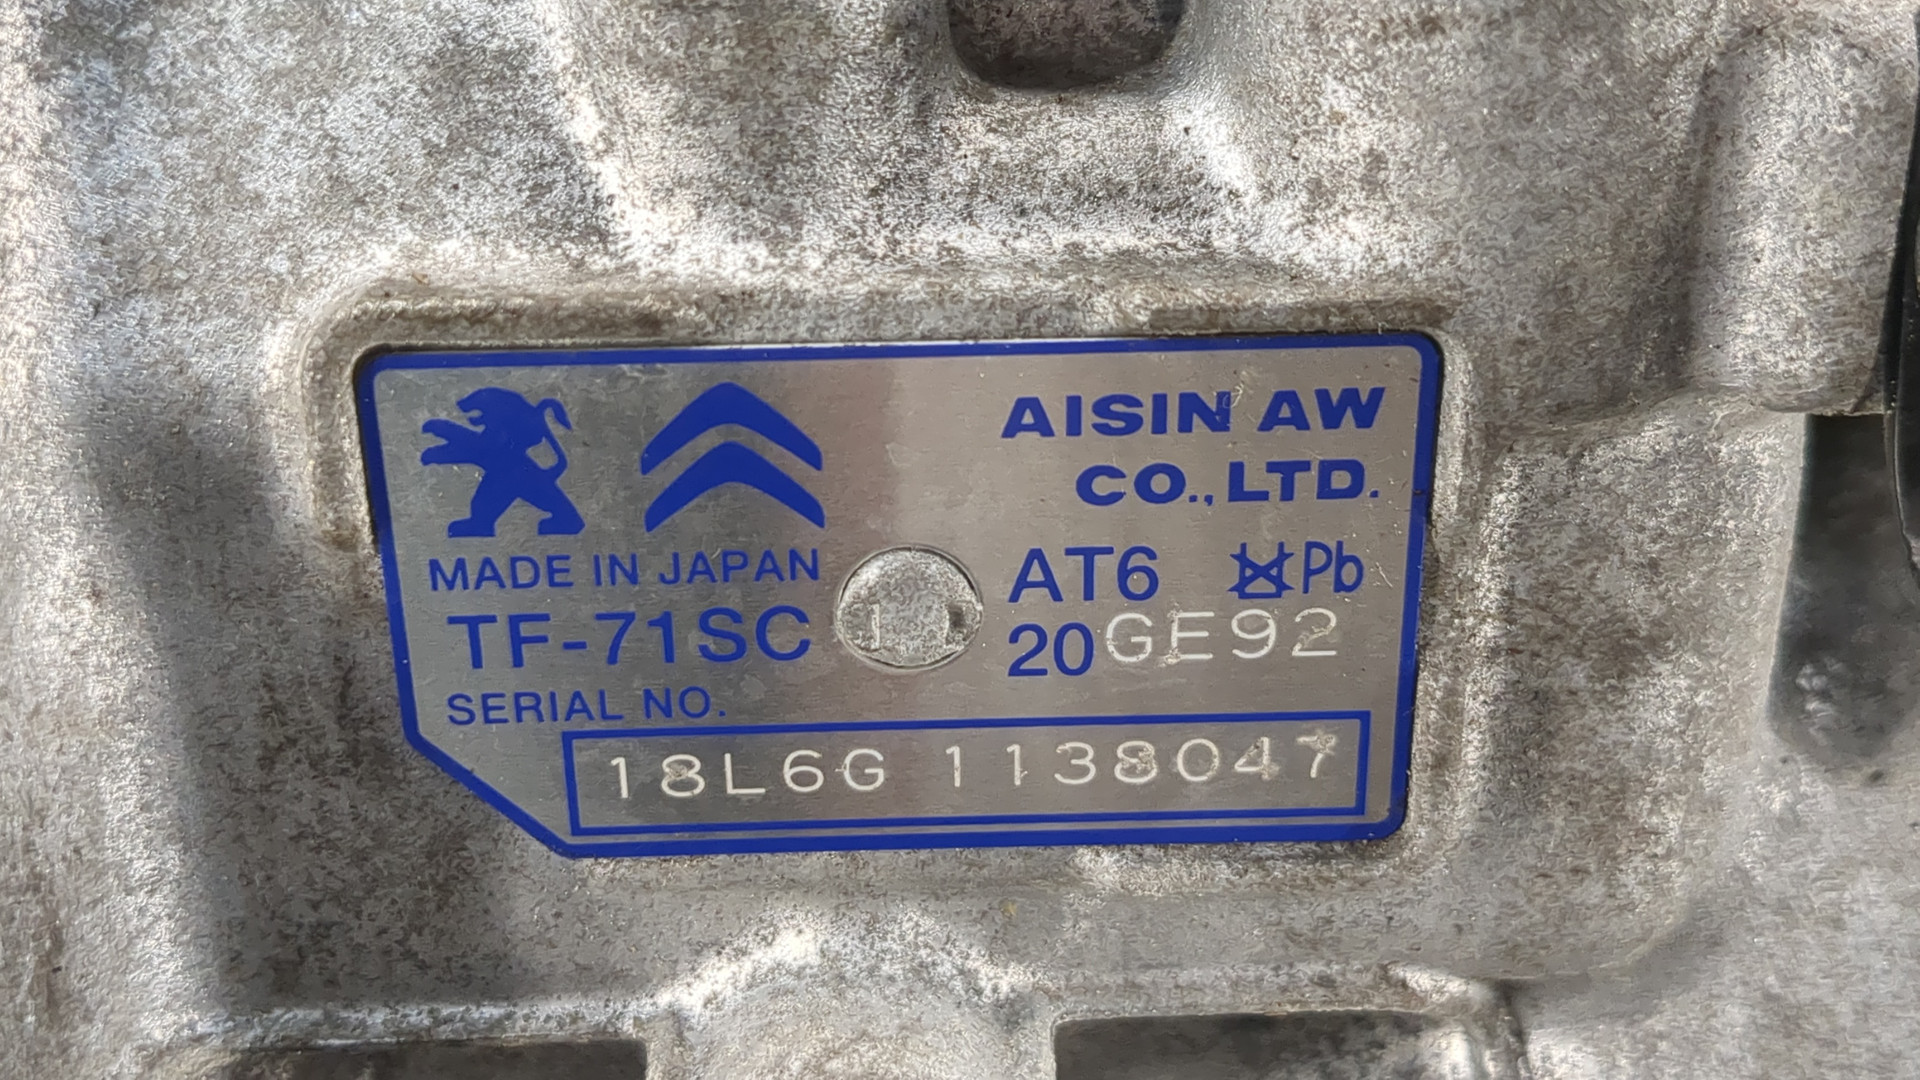 AISIN AW
CO., LTD.
MADE IN JAPAN
AT6 Pb
TF-71SC
20GE92
SERIAL NO.
18L6G 1138047